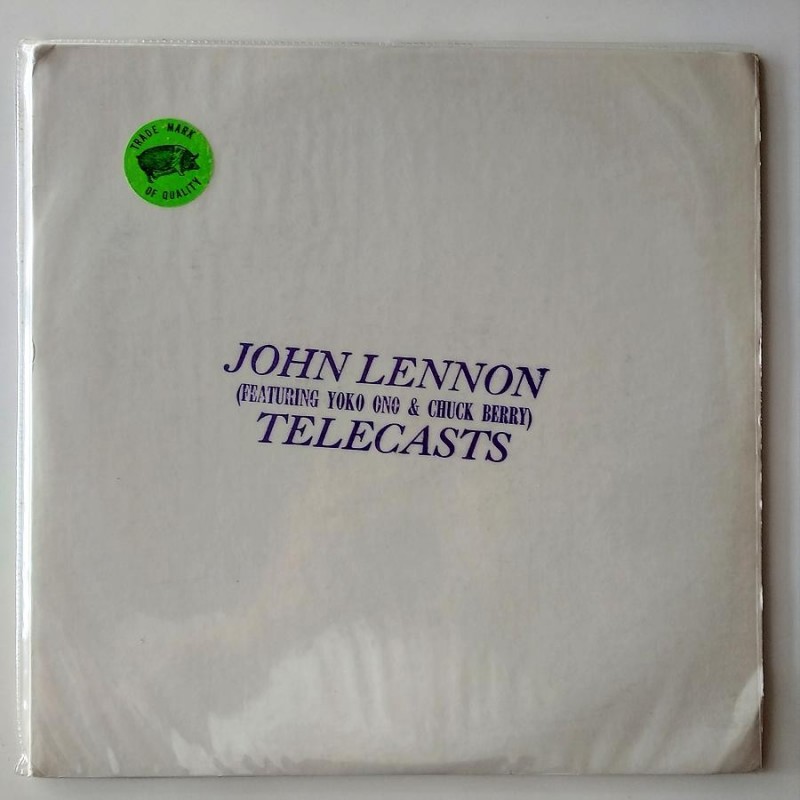 TRADE MARK
OF QUALITY
JOHN LENNON
(FEATURING YOKO ONO & CHUCK BERRY)
TELECASTS